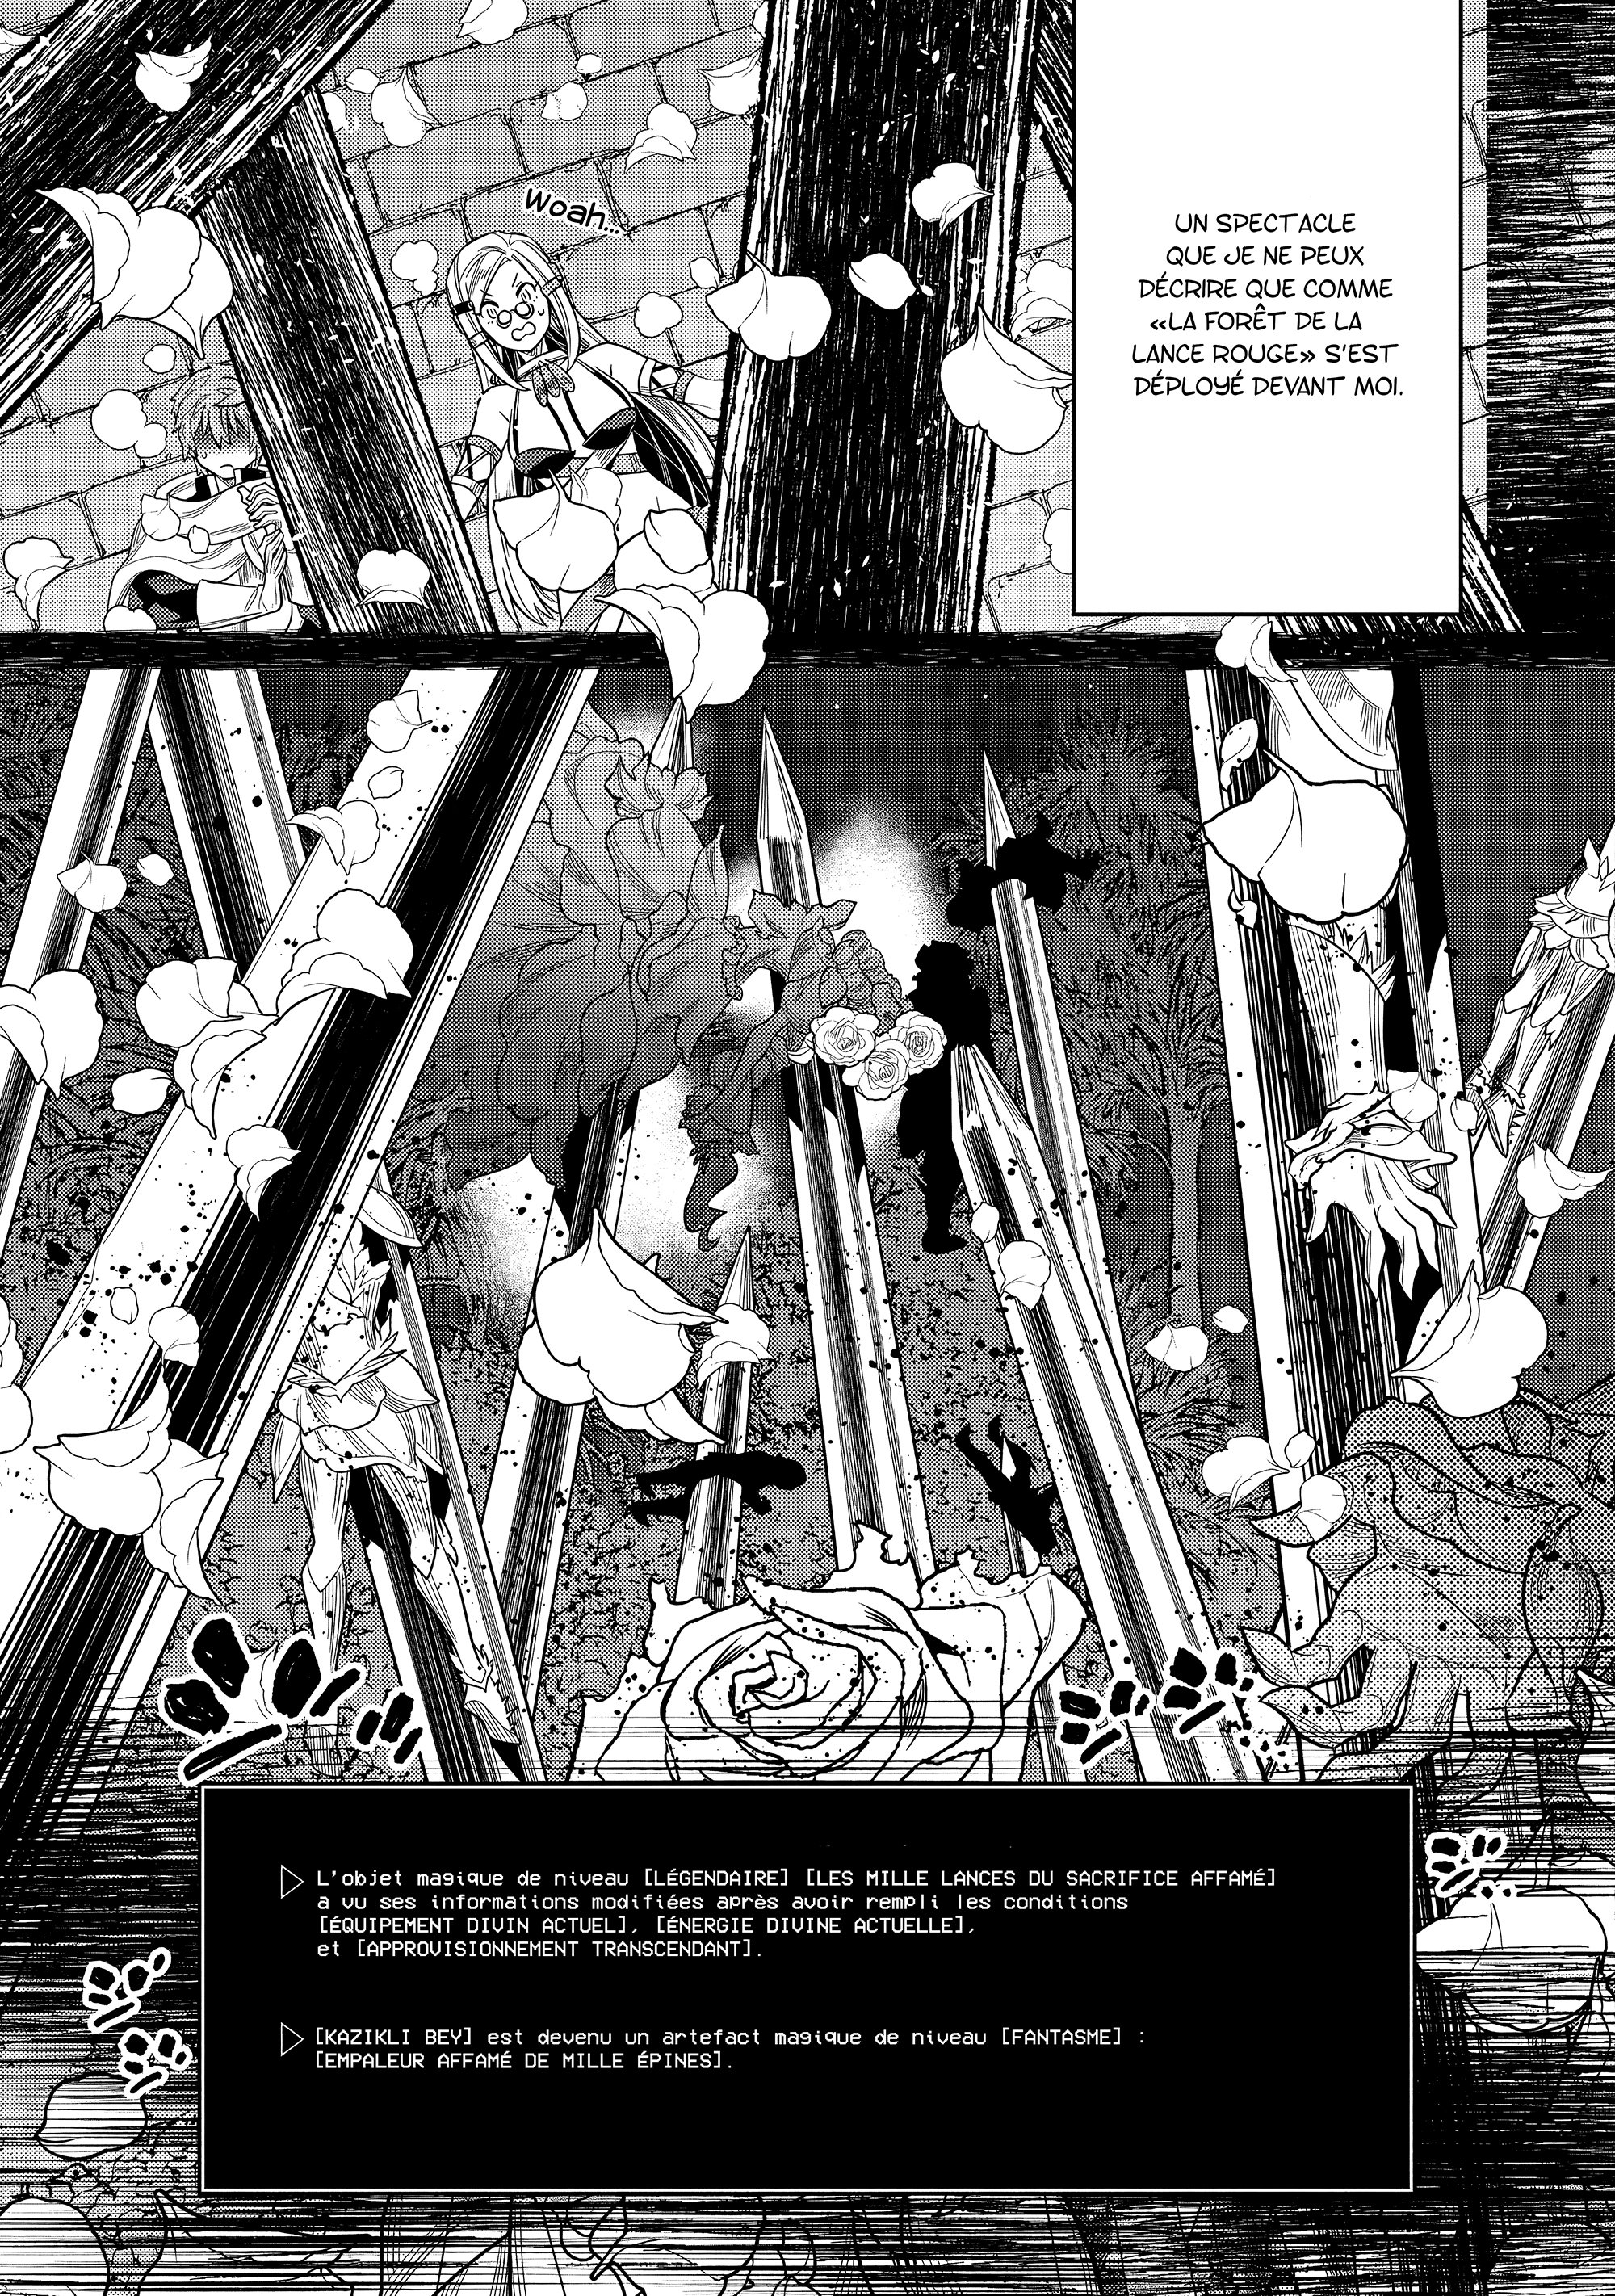 UN SPECTACLE
QUE JE NE PEUX
DÉCRIRE QUE COMME
«LA FORÊT DE LA
LANCE ROUGE» S'EST
DÉPLOYÉ DEVANT MOI.
Woah...
L'objet magique de niveau [LÉGENDAIRE] [LES MILLE LANCES DU SACRIFICE AFFAMÉ]
a vu ses informations modifiées après avoir rempli les conditions
[ÉQUIPEMENT DIVIN ACTUEL], [ÉNERGIE DIVINE ACTUELLE],
et [APPROVISIONNEMENT TRANSCENDANT].
[KAZIKLI BEY] est devenu un artefact magique de niveau [FANTASME] :
[EMPALEUR AFFAMÉ DE MILLE ÉPINES].